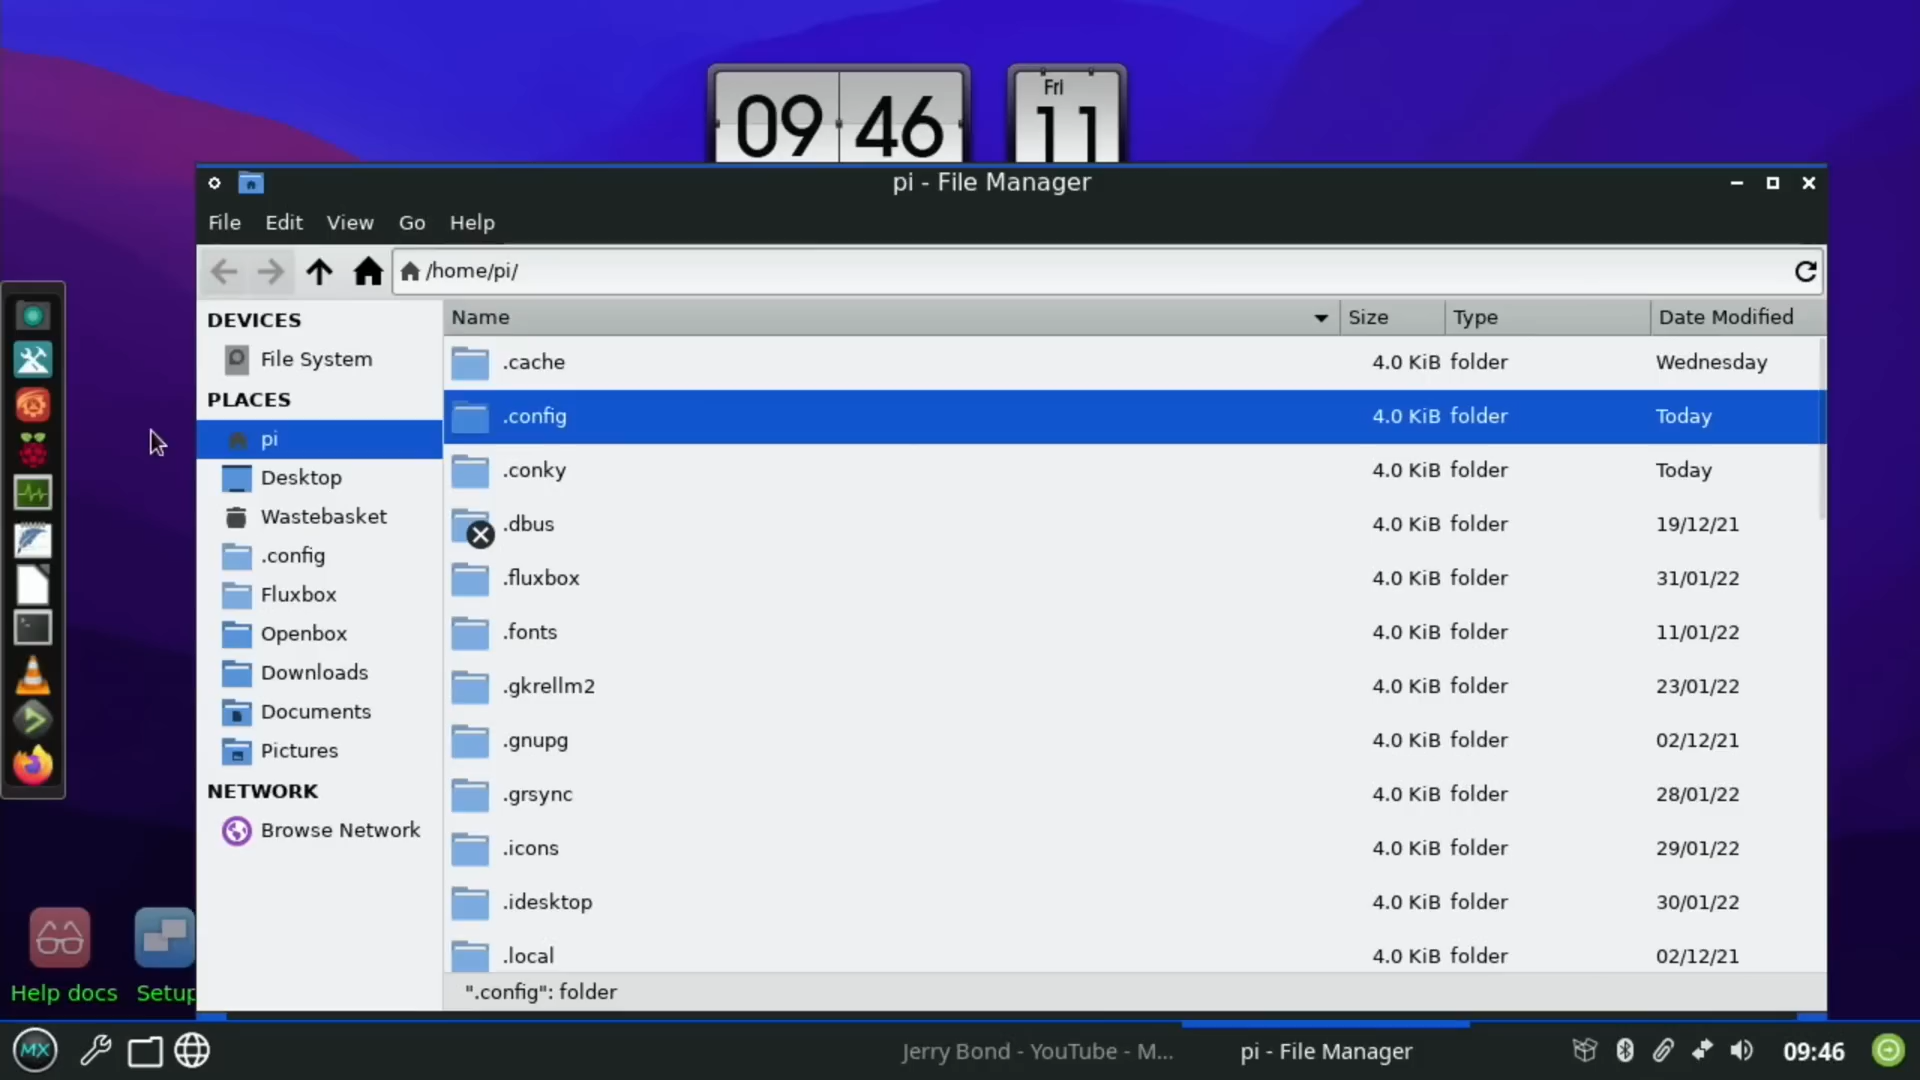 09 46
Fri
11
pi - File Manager
File Edit View Go Help
/home/pi/
DEVICES
File System
PLACES
pi
Desktop
Wastebasket
.config
Fluxbox
Openbox
Downloads
Documents
Pictures
NETWORK
Browse Network
Name Size Type Date Modified
.cache 4.0 KiB folder Wednesday
.config 4.0 KiB folder Today
.conky 4.0 KiB folder Today
.dbus 4.0 KiB folder 19/12/21
.fluxbox 4.0 KiB folder 31/01/22
.fonts 4.0 KiB folder 11/01/22
.gkrellm2 4.0 KiB folder 23/01/22
.gnupg 4.0 KiB folder 02/12/21
.grsync 4.0 KiB folder 28/01/22
.icons 4.0 KiB folder 29/01/22
.idesktop 4.0 KiB folder 30/01/22
.local 4.0 KiB folder 02/12/21
".config": folder
Help docs
Setup
MX
Jerry Bond - YouTube - M...
pi - File Manager
09:46